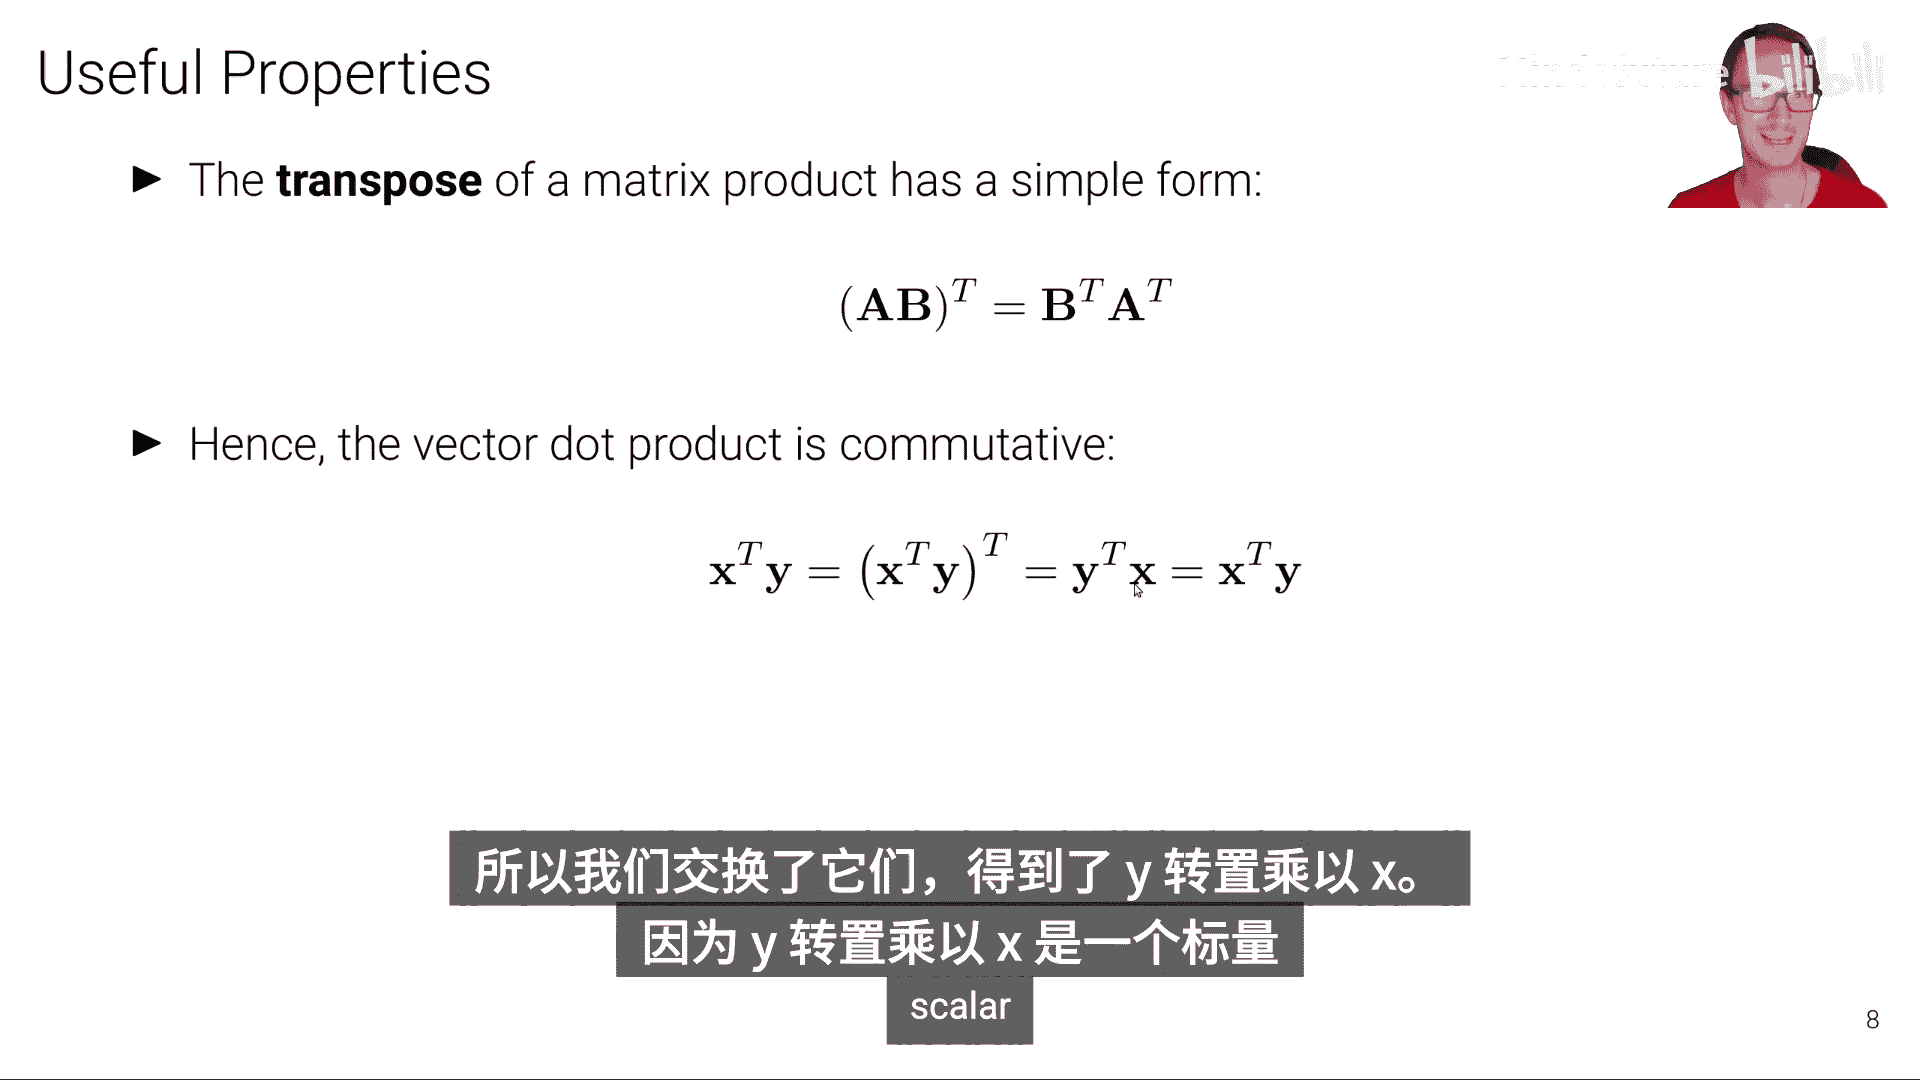 Useful Properties
bili bili
▶ The transpose of a matrix product has a simple form:
(AB)^T = B^T A^T
▶ Hence, the vector dot product is commutative:
x^T y = (x^T y)^T = y^T x = x^T y
所以我们交换了它们，得到了 y 转置乘以 x。
因为 y 转置乘以 x 是一个标量
scalar
8